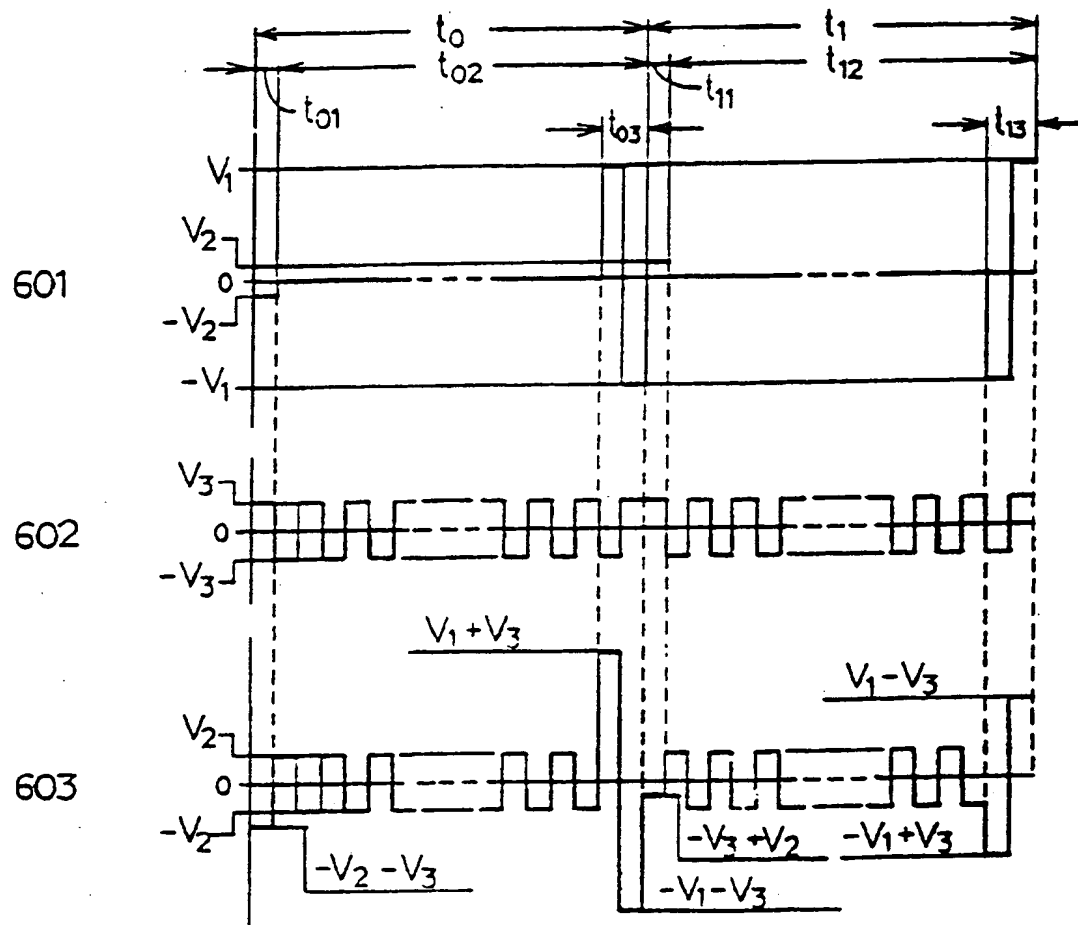 t₀ t₁
t₀₂ t₁₂
t₀₁ t₁₁
t₀₃ t₁₃
V₁
V₂
601
0
-V₂
-V₁
V₃
602
0
-V₃
V₁+V₃
V₁-V₃
V₂
603
0
-V₂
-V₃+V₂ -V₁+V₃
-V₂-V₃
-V₁-V₃